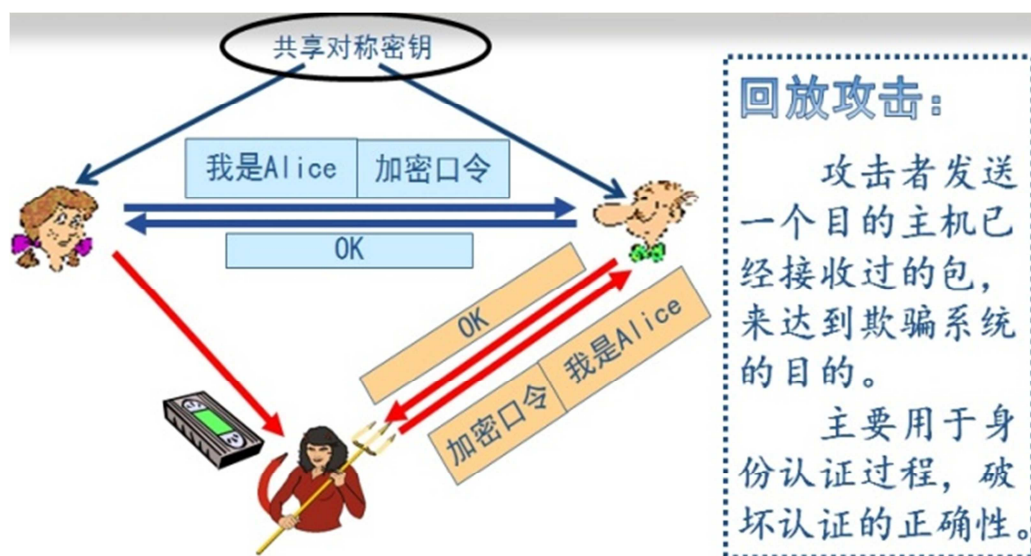 共享对称密钥
我是Alice 加密口令
OK
OK
加密口令 我是Alice
回放攻击：
攻击者发送
一个目的主机已
经接收过的包，
来达到欺骗系统
的目的。
主要用于身
份认证过程，破
坏认证的正确性。